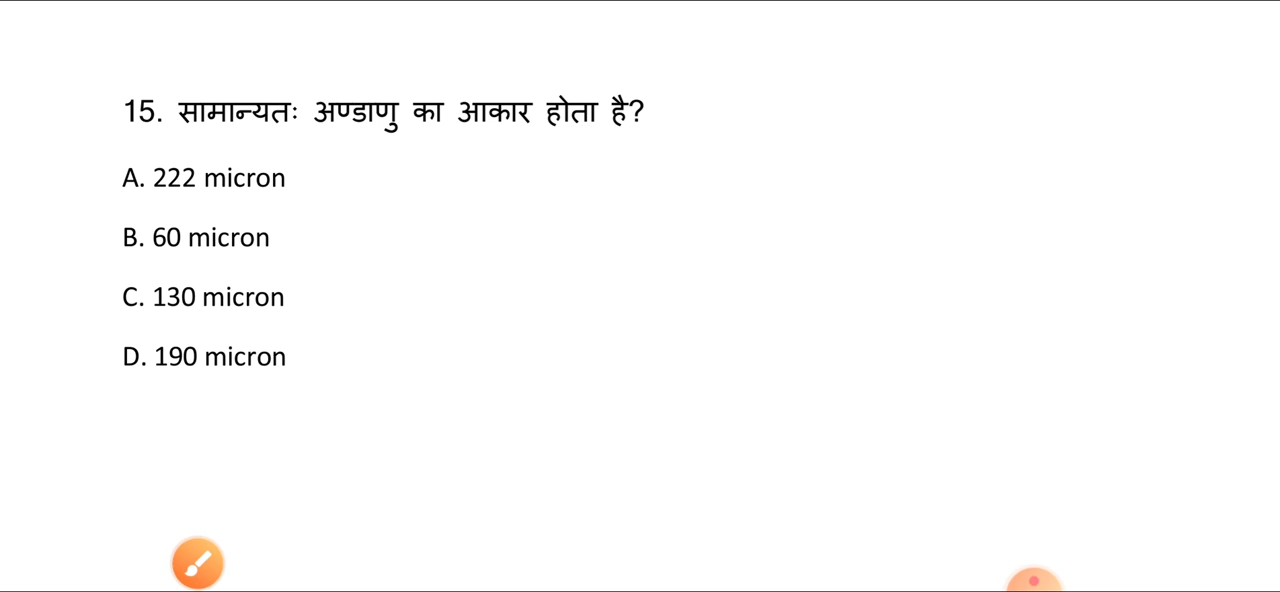 15. सामान्यतः अण्डाणु का आकार होता है?
A. 222 micron
B. 60 micron
C. 130 micron
D. 190 micron